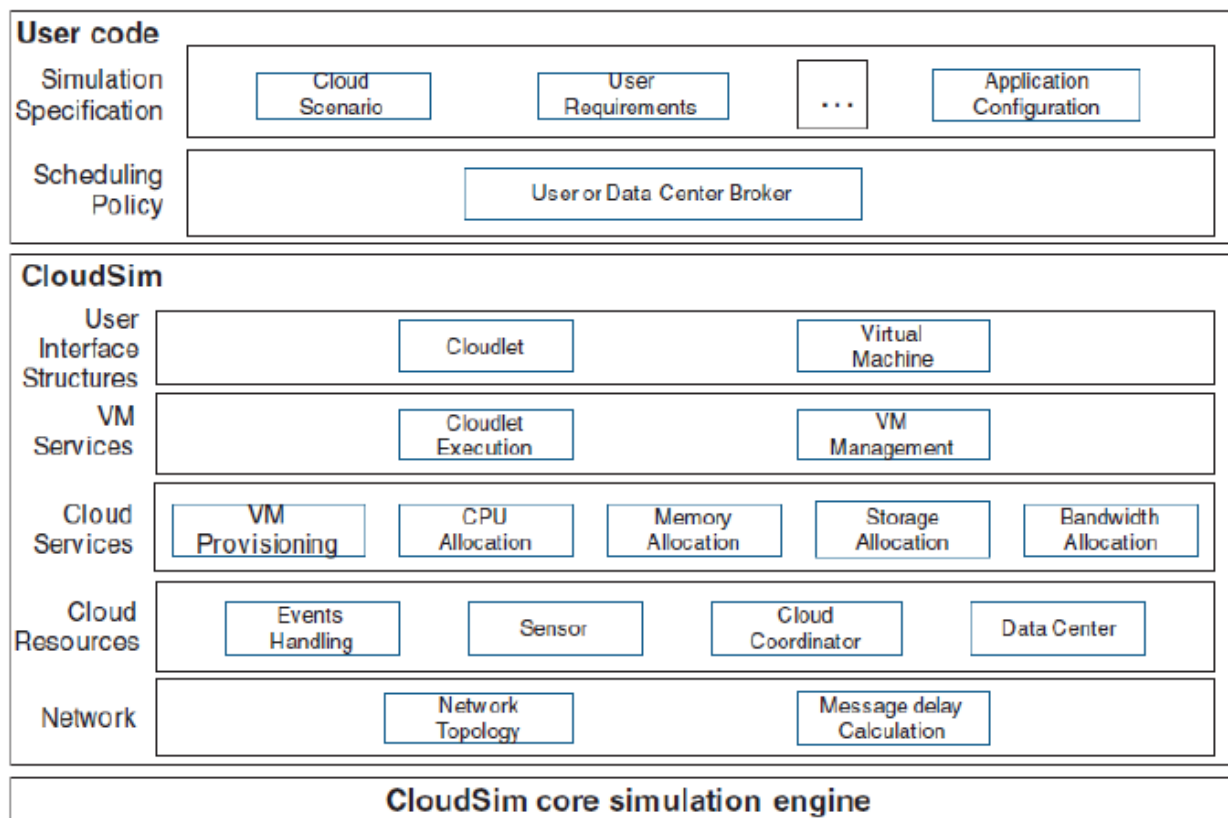 User code
Simulation
Specification
Cloud
Scenario
User
Requirements
...
Application
Configuration
Scheduling
Policy
User or Data Center Broker
CloudSim
User
Interface
Structures
Cloudlet
Virtual
Machine
VM
Services
Cloudlet
Execution
VM
Management
Cloud
Services
VM
Provisioning
CPU
Allocation
Memory
Allocation
Storage
Allocation
Bandwidth
Allocation
Cloud
Resources
Events
Handling
Sensor
Cloud
Coordinator
Data Center
Network
Network
Topology
Message delay
Calculation
CloudSim core simulation engine